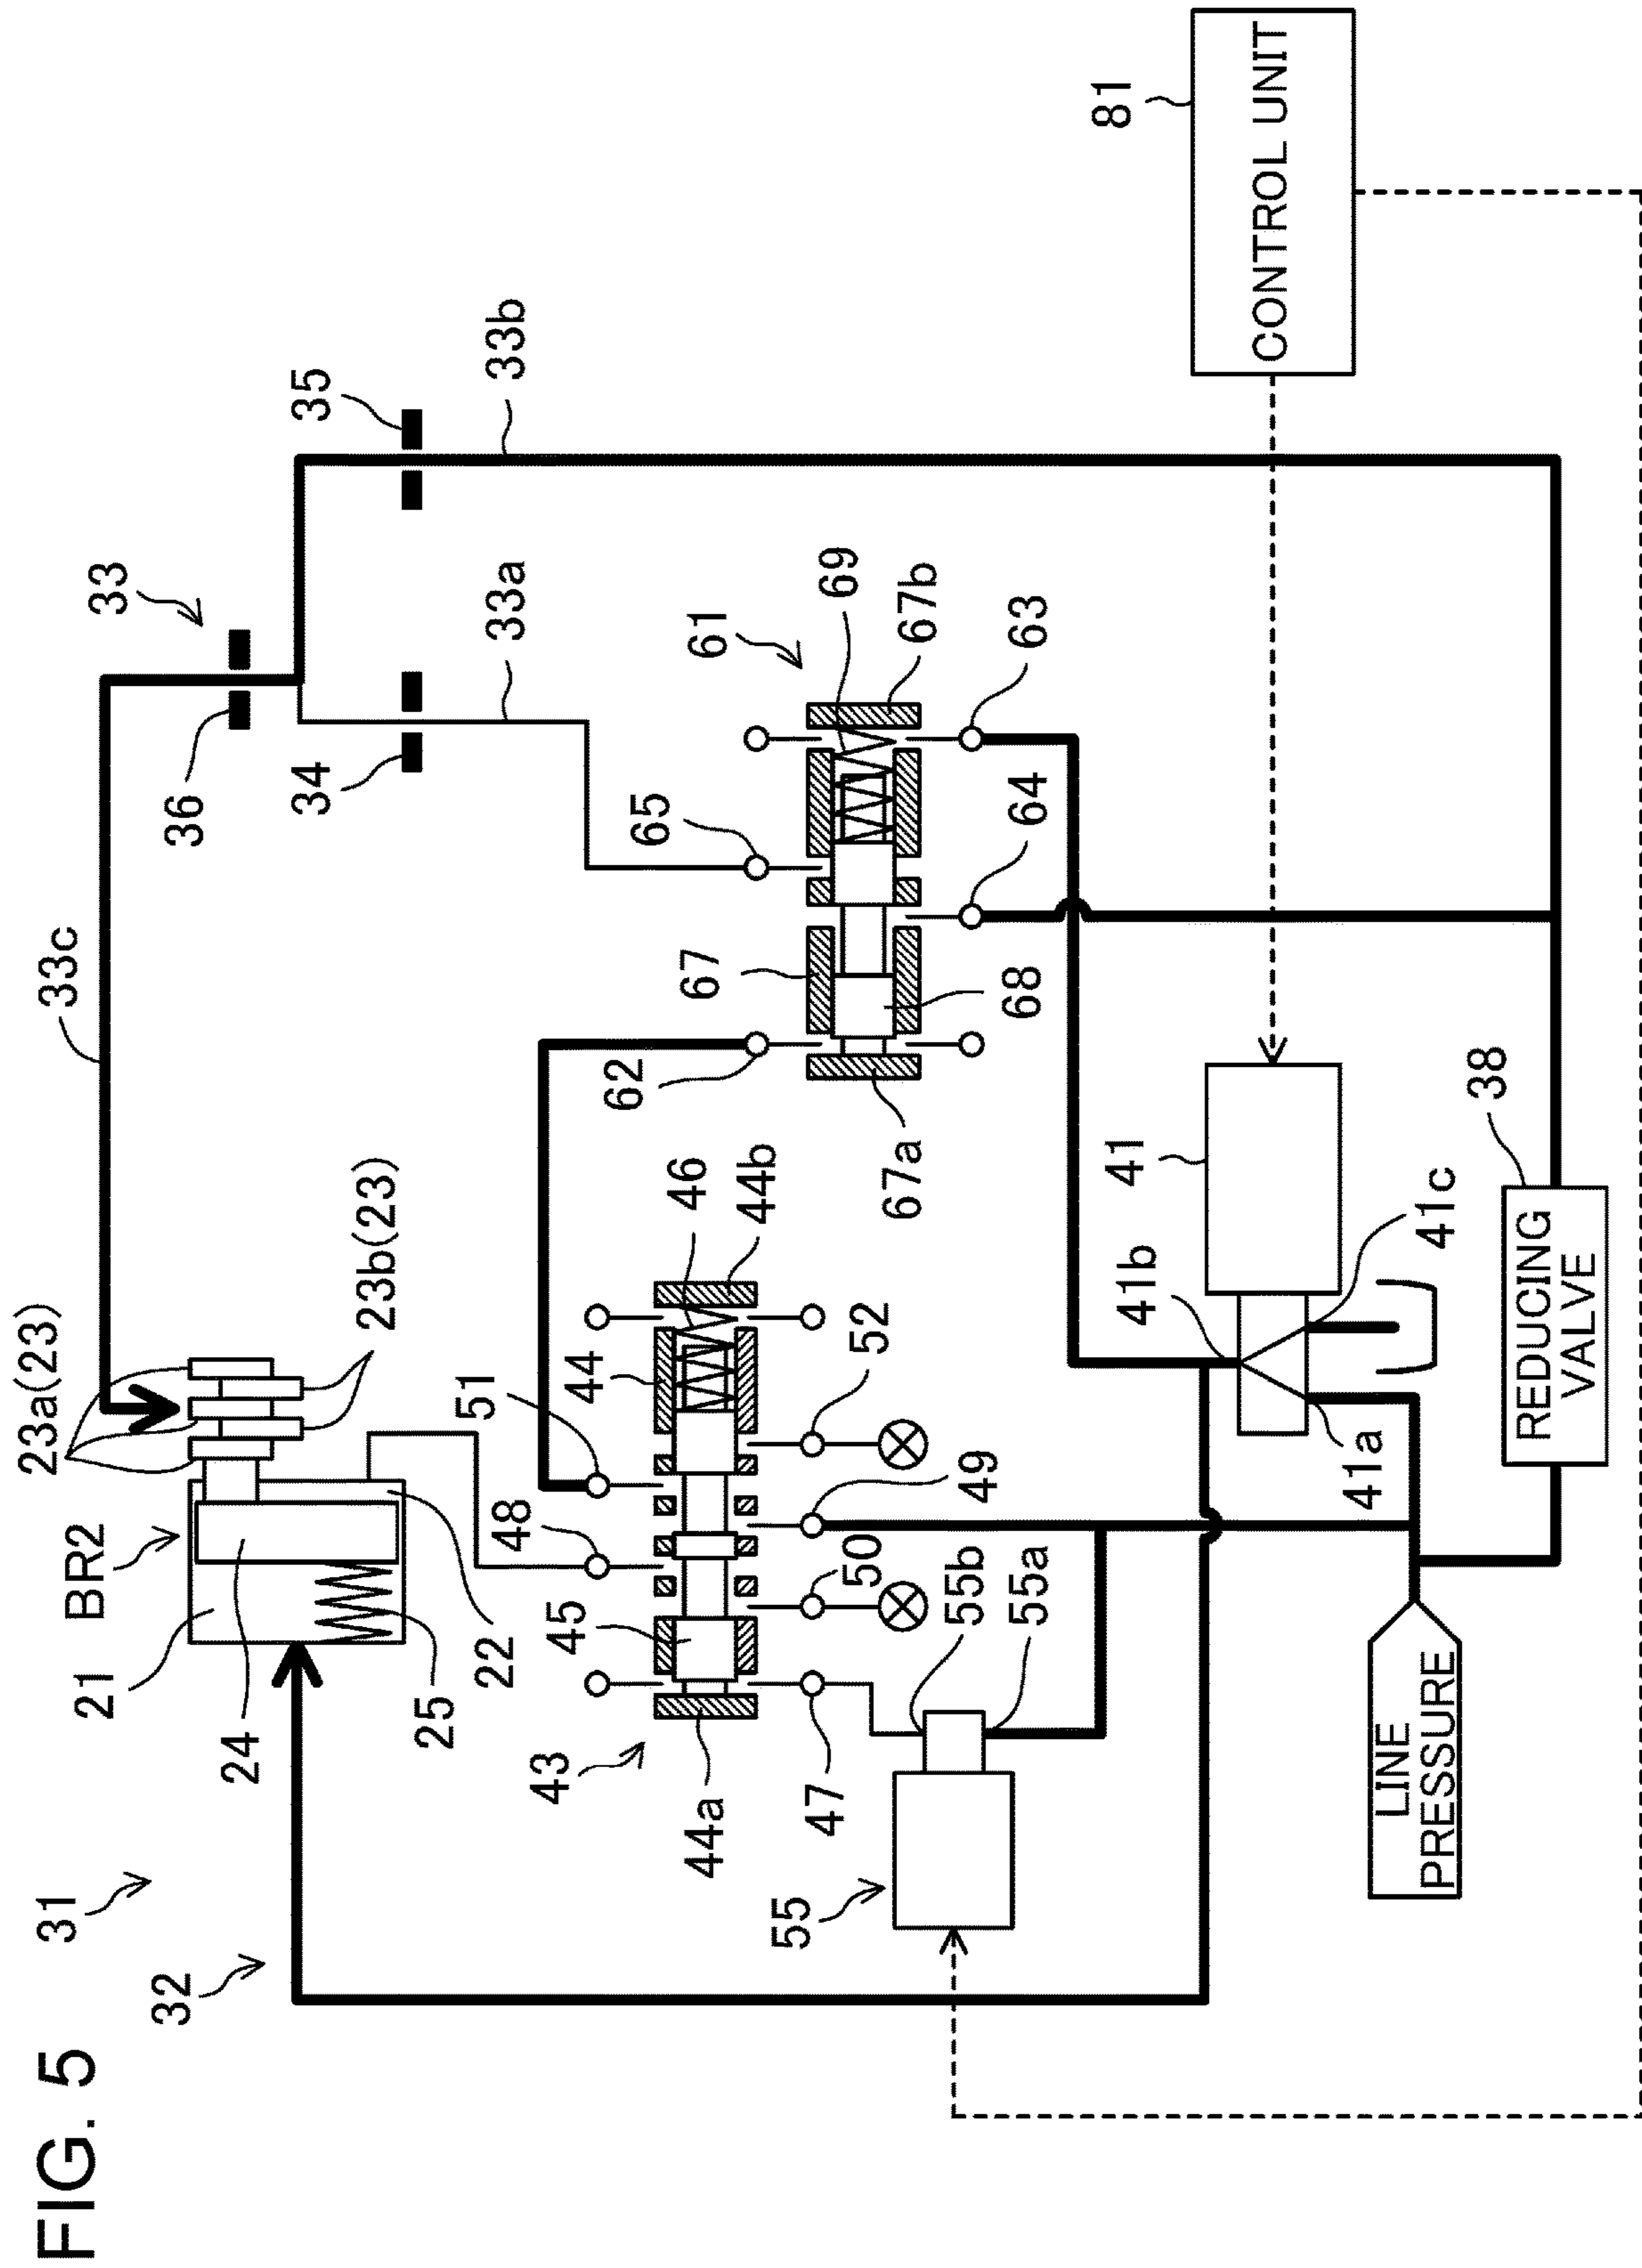 FIG. 5
31
32
BR2
21
24
25
22
23a(23)
23b(23)
33c
33
36
34
35
33a
33b
43
44a
45
48
51
44
46
44b
47
50
49
52
55
55b
55a
61
62
67
65
69
67b
67a
68
64
63
41
41b
41a
41c
38
81
CONTROL UNIT
REDUCING
VALVE
LINE
PRESSURE